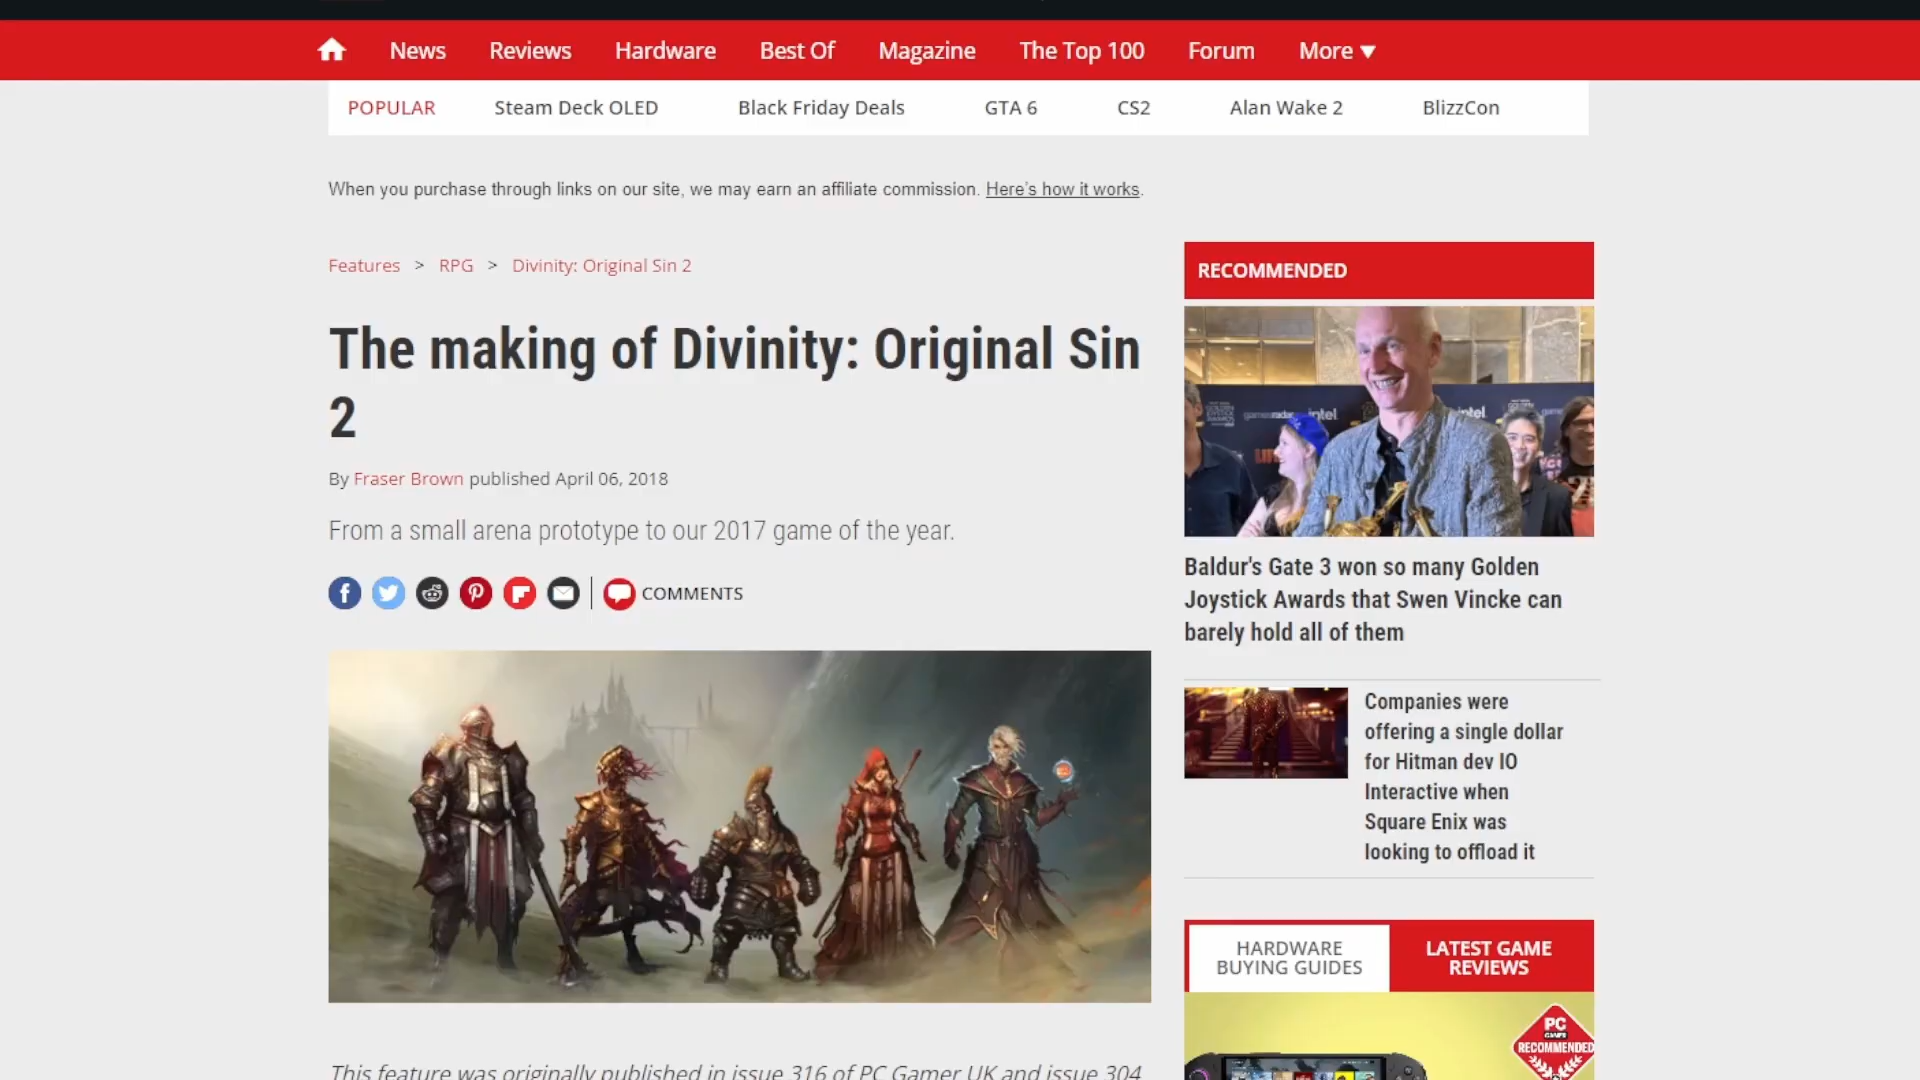 News Reviews Hardware Best Of Magazine The Top 100 Forum More
POPULAR Steam Deck OLED Black Friday Deals GTA 6 CS2 Alan Wake 2 BlizzCon
When you purchase through links on our site, we may earn an affiliate commission. Here's how it works.
Features > RPG > Divinity: Original Sin 2
The making of Divinity: Original Sin
2
By Fraser Brown published April 06, 2018
From a small arena prototype to our 2017 game of the year.
COMMENTS
This feature was originally published in issue 316 of PC Gamer UK and issue 304
RECOMMENDED
gamesradar intel
Baldur's Gate 3 won so many Golden
Joystick Awards that Swen Vincke can
barely hold all of them
Companies were
offering a single dollar
for Hitman dev IO
Interactive when
Square Enix was
looking to offload it
HARDWARE
BUYING GUIDES
LATEST GAME
REVIEWS
PC
GAMER
RECOMMENDED